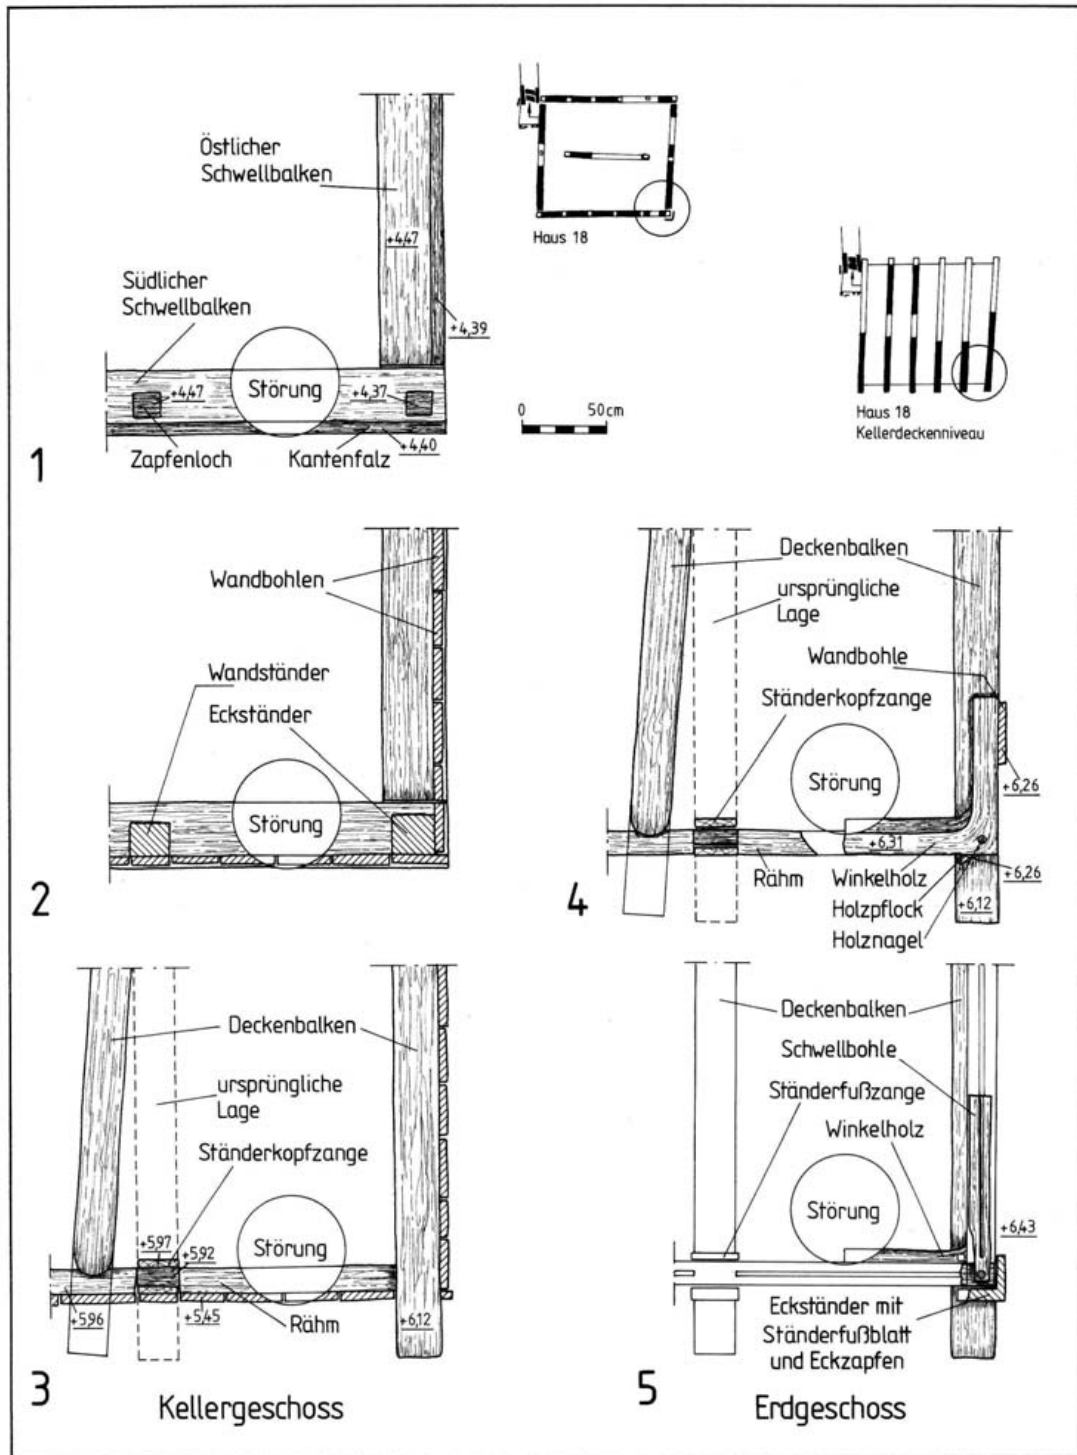 Östlicher
Schwellbalken
+4,47
Südlicher
Schwellbalken
+4,39
Störung
+4,47
+4,37
+4,40
Zapfenloch
Kantenfalz
1
Haus 18
0 50cm
Haus 18
Kellerdeckenniveau
Wandbohlen
Wandständer
Eckständer
Störung
2
Deckenbalken
ursprüngliche
Lage
Wandbohle
Ständerkopfzange
Störung
+6,26
+6,31
Rähm
Winkelholz
+6,26
Holzpflock
+6,12
Holznagel
4
Deckenbalken
ursprüngliche
Lage
Ständerkopfzange
Störung
+5,97
+5,92
+5,96
+5,45
Rähm
+6,12
3
Kellergeschoss
Deckenbalken
Schwellbohle
Ständerfußzange
Winkelholz
Störung
+6,43
Eckständer mit
Ständerfußblatt
und Eckzapfen
5
Erdgeschoss